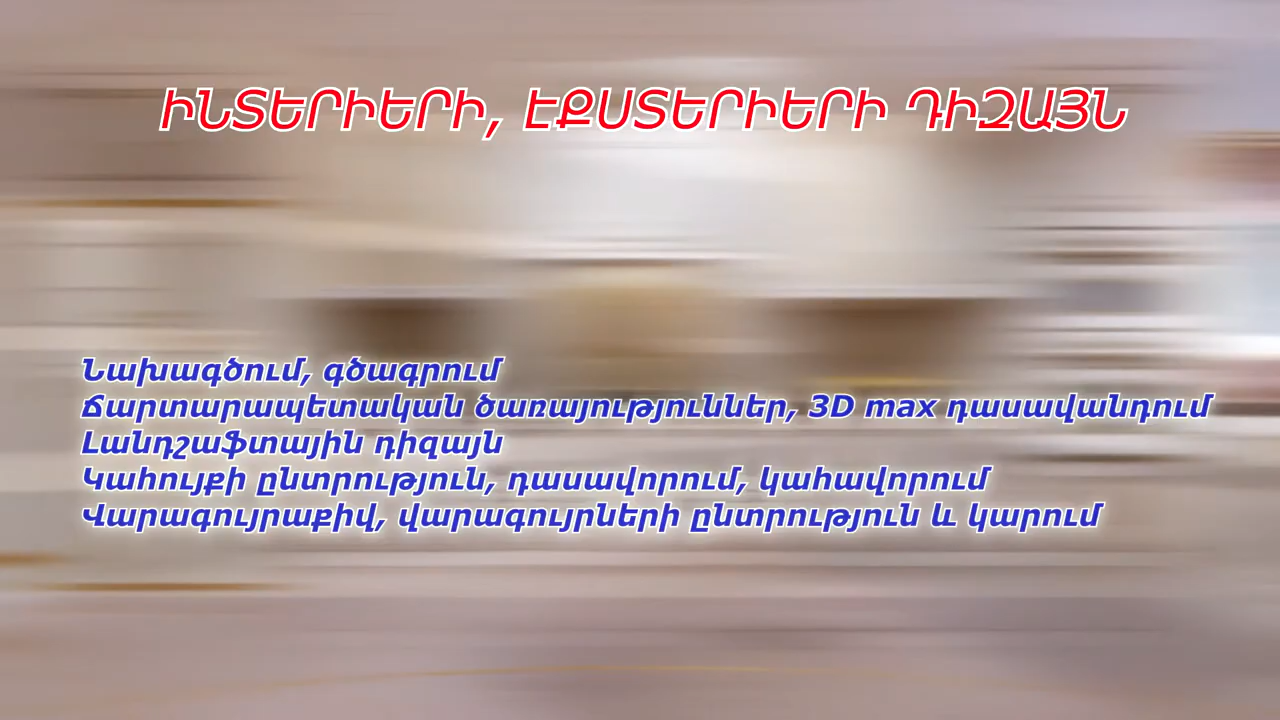 ԻՆՏԵՐԻԵՐԻ, ԷՔՍՏԵՐԻԵՐԻ ԴԻԶԱՅՆ
Նախագծում, գծագրում
Ճարտարապետական ծառայություններ, 3D max դասավանդում
Լանդշաֆտային դիզայն
Կահույքի ընտրություն, դասավորում, կահավորում
Վարագույրաքիվ, վարագույրների ընտրություն և կարում